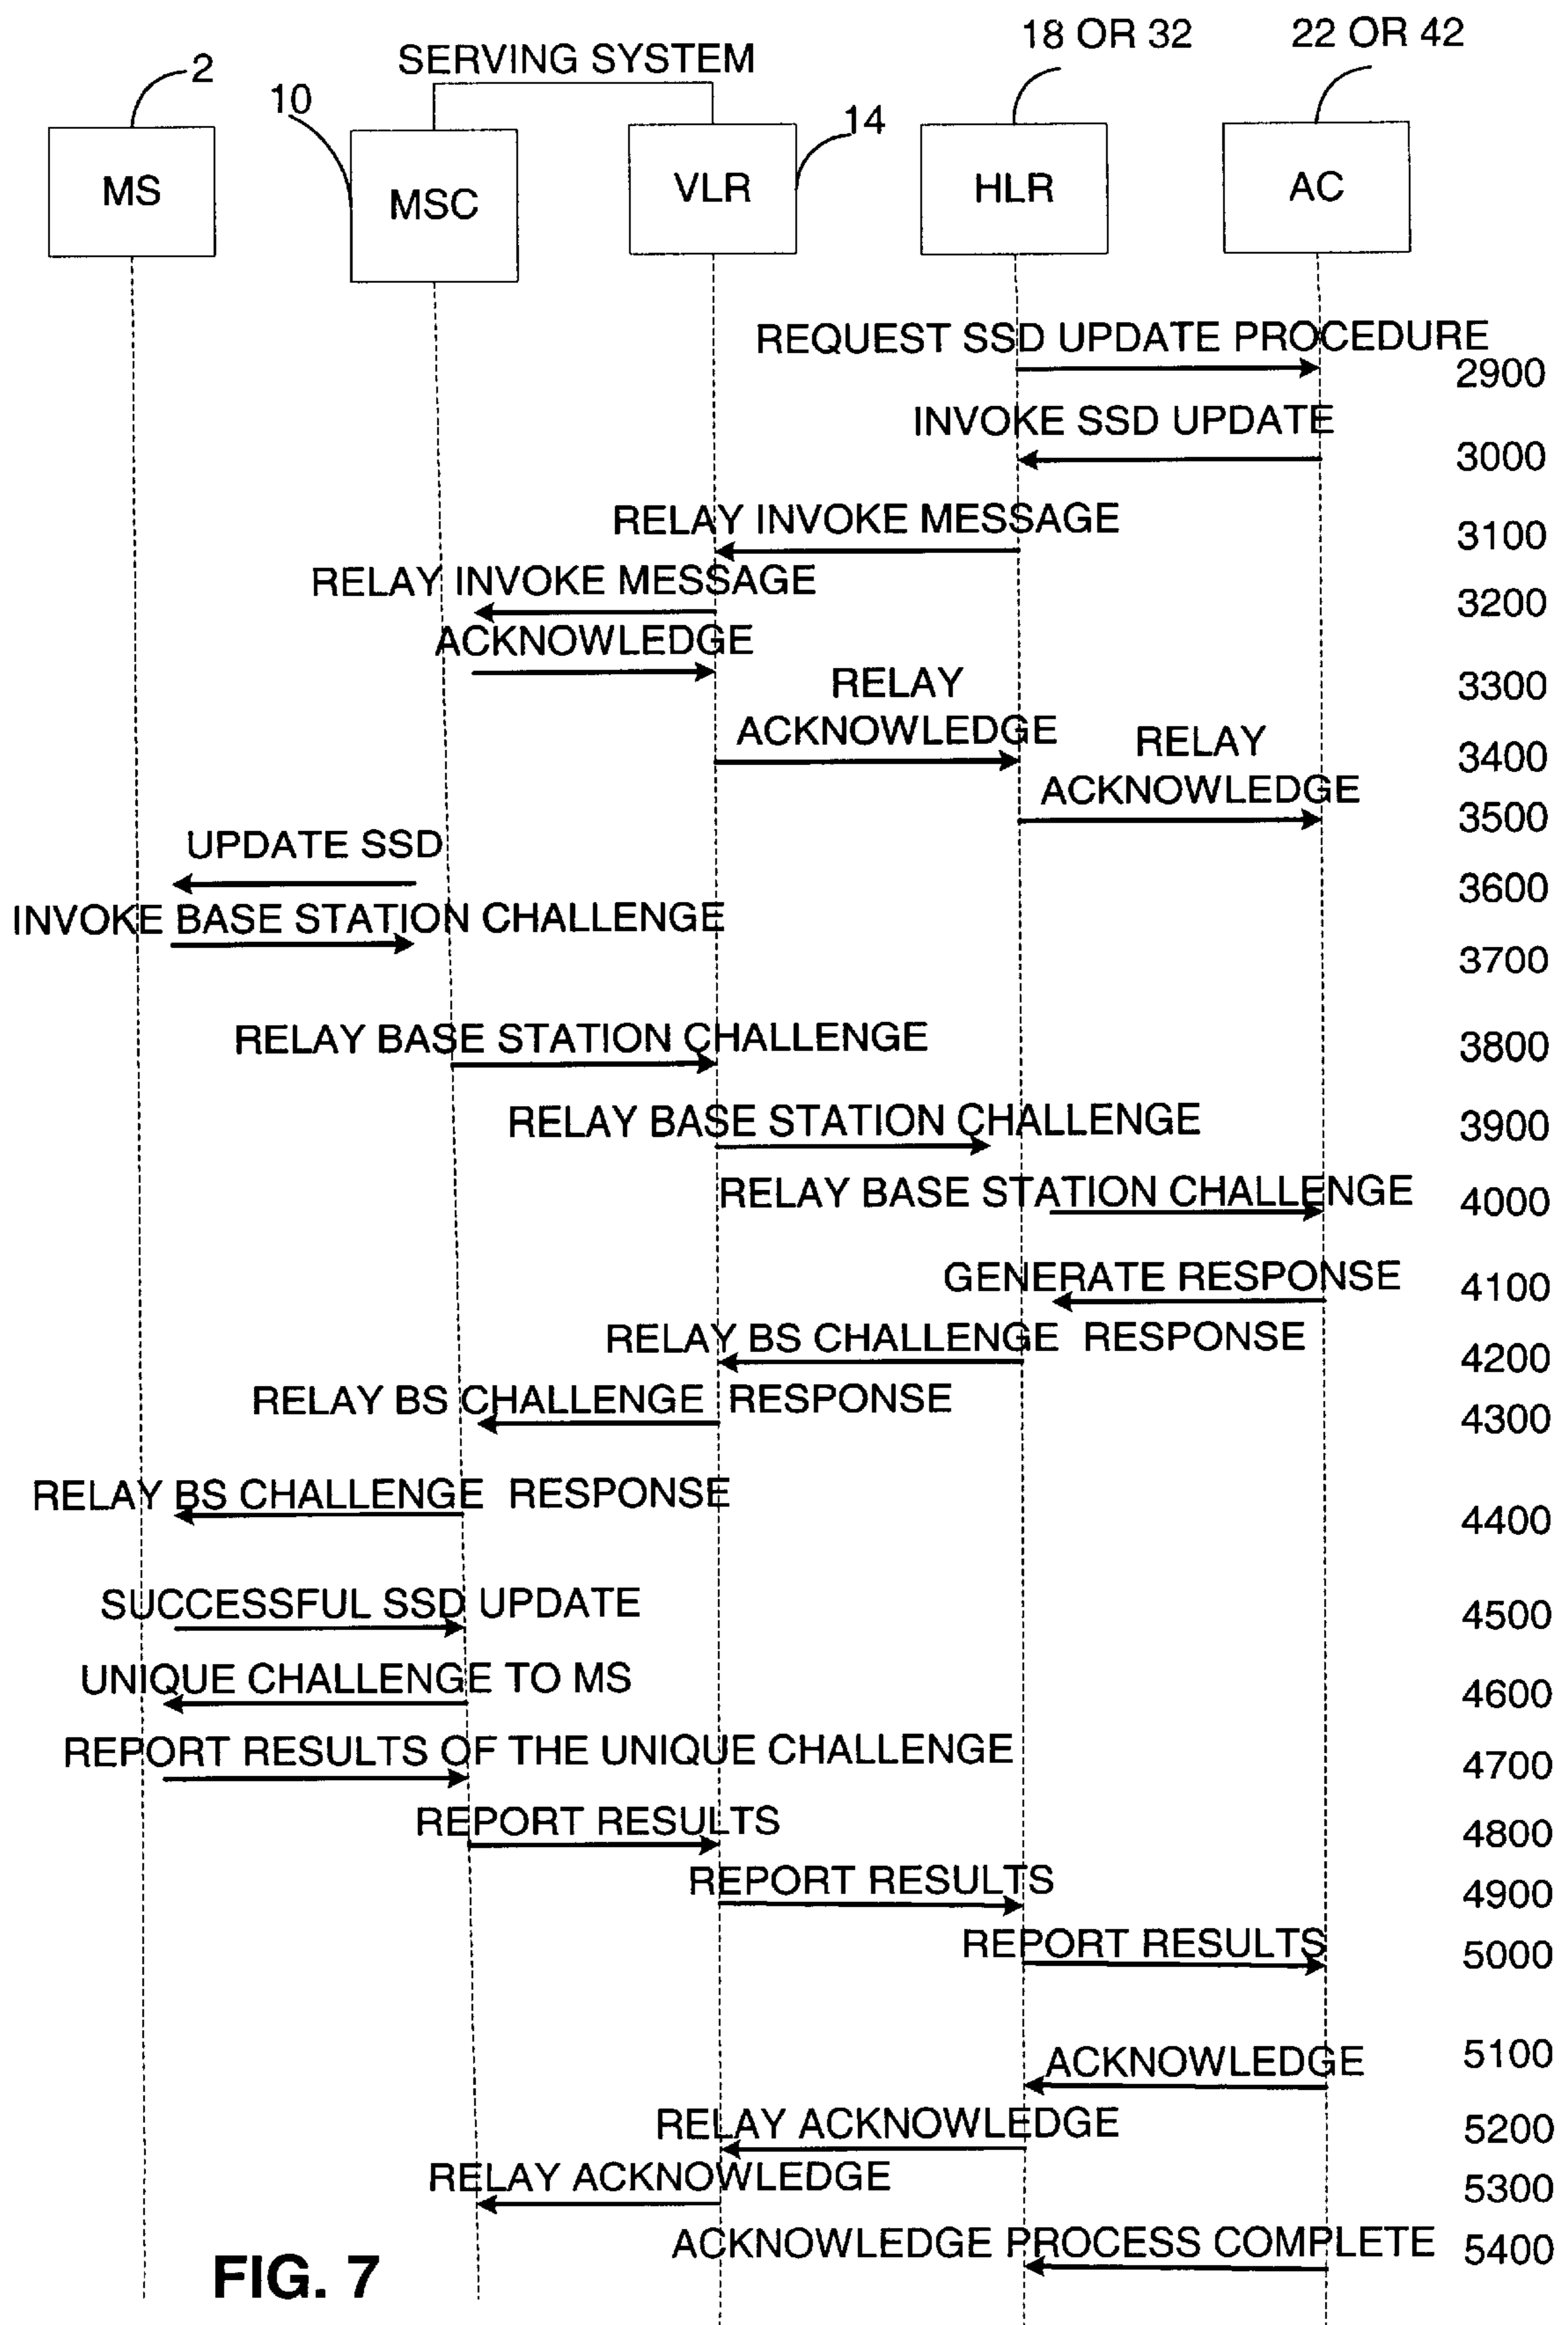 18 OR 32
22 OR 42
SERVING SYSTEM
2
10
14
MS
MSC
VLR
HLR
AC
REQUEST SSD UPDATE PROCEDURE
2900
INVOKE SSD UPDATE
3000
RELAY INVOKE MESSAGE
3100
RELAY INVOKE MESSAGE
3200
ACKNOWLEDGE
3300
RELAY
ACKNOWLEDGE
3400
RELAY
ACKNOWLEDGE
3500
UPDATE SSD
3600
INVOKE BASE STATION CHALLENGE
3700
RELAY BASE STATION CHALLENGE
3800
RELAY BASE STATION CHALLENGE
3900
RELAY BASE STATION CHALLENGE
4000
GENERATE RESPONSE
4100
RELAY BS CHALLENGE RESPONSE
4200
RELAY BS CHALLENGE RESPONSE
4300
RELAY BS CHALLENGE RESPONSE
4400
SUCCESSFUL SSD UPDATE
4500
UNIQUE CHALLENGE TO MS
4600
REPORT RESULTS OF THE UNIQUE CHALLENGE
4700
REPORT RESULTS
4800
REPORT RESULTS
4900
REPORT RESULTS
5000
ACKNOWLEDGE
5100
RELAY ACKNOWLEDGE
5200
RELAY ACKNOWLEDGE
5300
ACKNOWLEDGE PROCESS COMPLETE
5400
FIG. 7